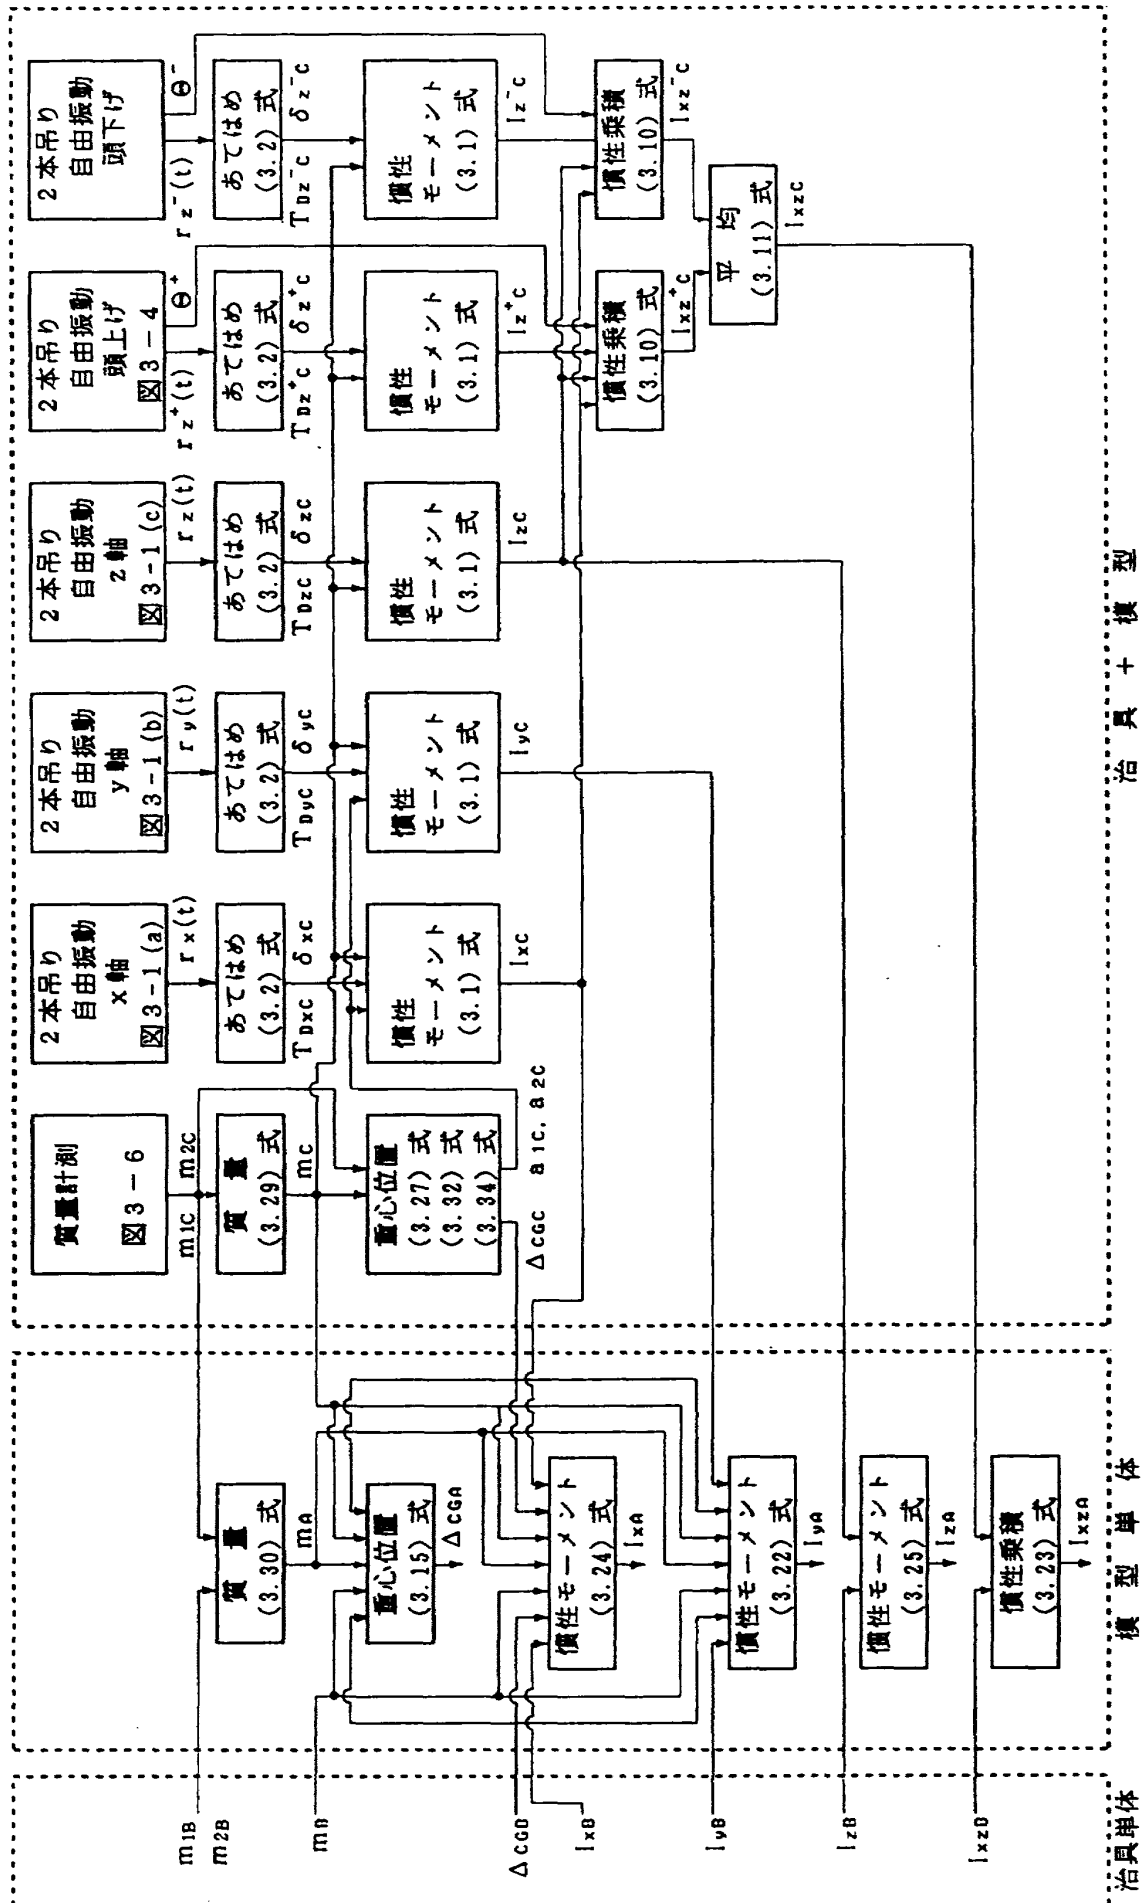 質量計測
図3-6
m1C
m2C
質 量
(3.29) 式
mC
重心位置
(3.27) 式
(3.32) 式
(3.34) 式
ΔCGC
a1C, a2C
2本吊り
自由振動
x軸
図3-1(a)
rx(t)
あてはめ
(3.2) 式
TDxC
δxC
慣性
モーメント
(3.1) 式
IxC
2本吊り
自由振動
y軸
図3-1(b)
ry(t)
あてはめ
(3.2) 式
TDyC
δyC
慣性
モーメント
(3.1) 式
IyC
2本吊り
自由振動
z軸
図3-1(c)
rz(t)
あてはめ
(3.2) 式
TDzC
δzC
慣性
モーメント
(3.1) 式
IzC
2本吊り
自由振動
頭上げ
図3-4
rz⁺(t)
Θ⁺
あてはめ
(3.2) 式
TDz⁺C
δz⁺C
慣性
モーメント
(3.1) 式
Iz⁺C
慣性乗積
(3.10) 式
Ixz⁺C
2本吊り
自由振動
頭下げ
rz⁻(t)
Θ⁻
あてはめ
(3.2) 式
TDz⁻C
δz⁻C
慣性
モーメント
(3.1) 式
Iz⁻C
慣性乗積
(3.10) 式
Ixz⁻C
平 均
(3.11) 式
IxzC
治 具 + 模 型
質 量
(3.30) 式
mA
重心位置
(3.15) 式
ΔCGA
慣性モーメント
(3.24) 式
IxA
慣性モーメント
(3.22) 式
IyA
慣性モーメント
(3.25) 式
IzA
慣性乗積
(3.23) 式
IxzA
模 型 単 体
m1B
m2B
mB
ΔCGB
IxB
IyB
IzB
IxzB
治具単体